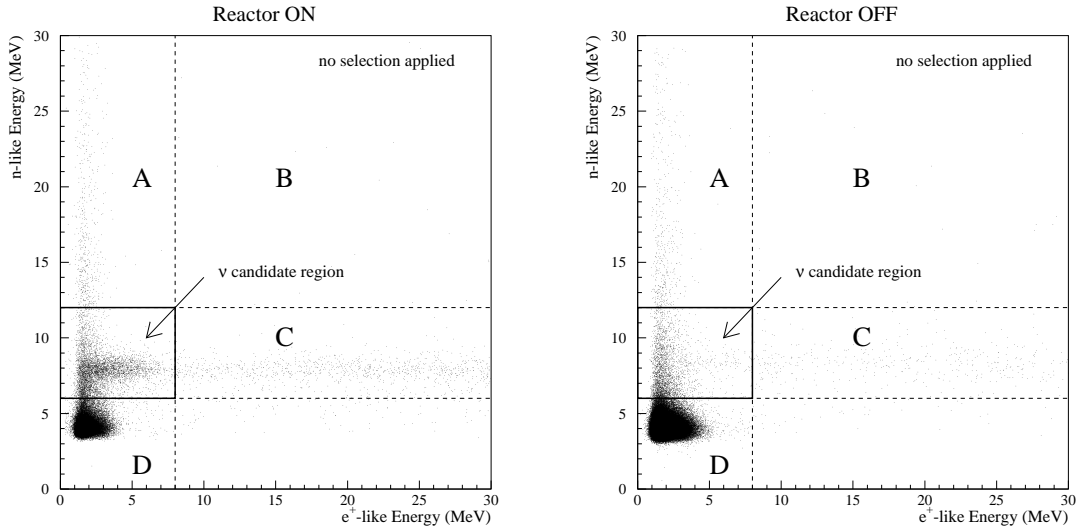 Reactor ON
n-like Energy (MeV)
30
25
20
15
10
5
0
no selection applied
A
B
ν candidate region
C
D
0 5 10 15 20 25 30
e+-like Energy (MeV)
Reactor OFF
n-like Energy (MeV)
30
25
20
15
10
5
0
no selection applied
A
B
ν candidate region
C
D
0 5 10 15 20 25 30
e+-like Energy (MeV)